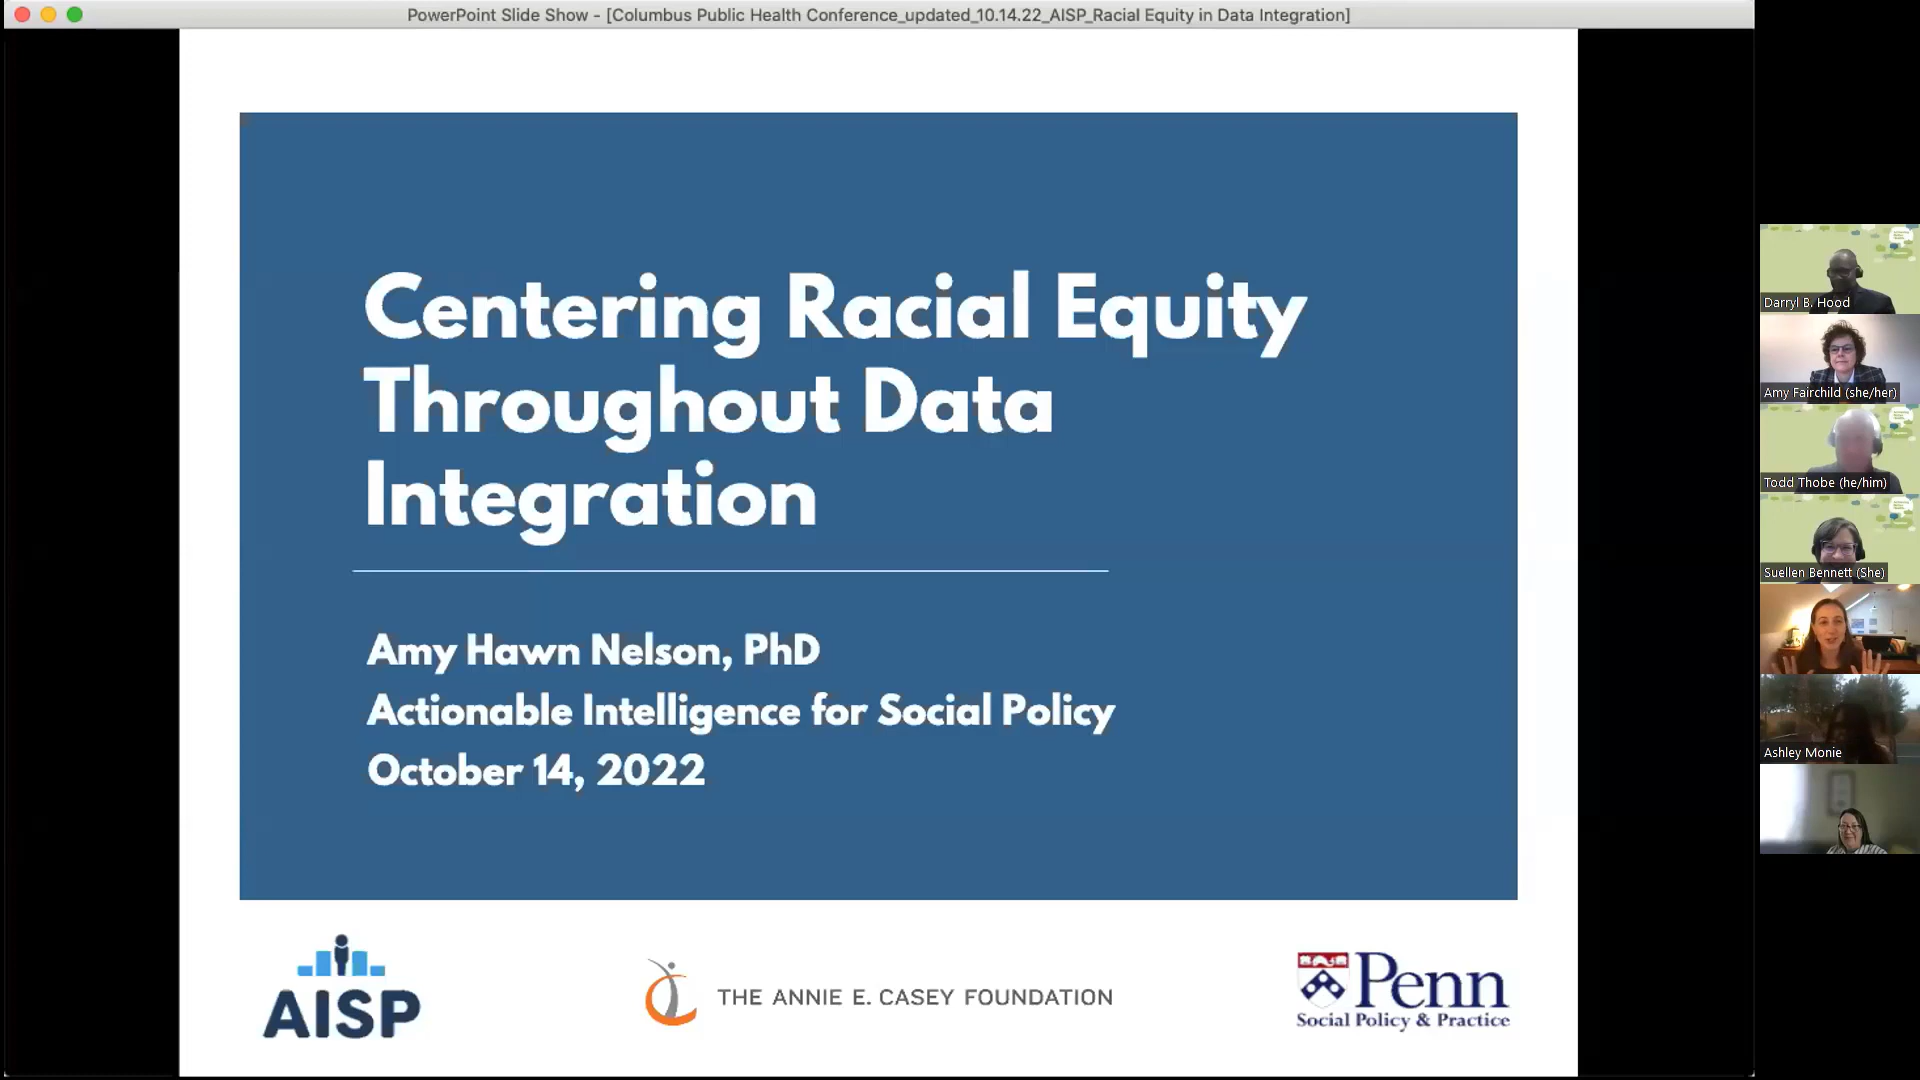 PowerPoint Slide Show - [Columbus Public Health Conference_updated_10.14.22_AISP_Racial Equity in Data Integration]
Centering Racial Equity
Throughout Data
Integration
Amy Hawn Nelson, PhD
Actionable Intelligence for Social Policy
October 14, 2022
AISP
THE ANNIE E. CASEY FOUNDATION
Penn
Social Policy & Practice
Darryl B. Hood
Amy Fairchild (she/her)
Todd Thobe (he/him)
Suellen Bennett (She)
Ashley Monie